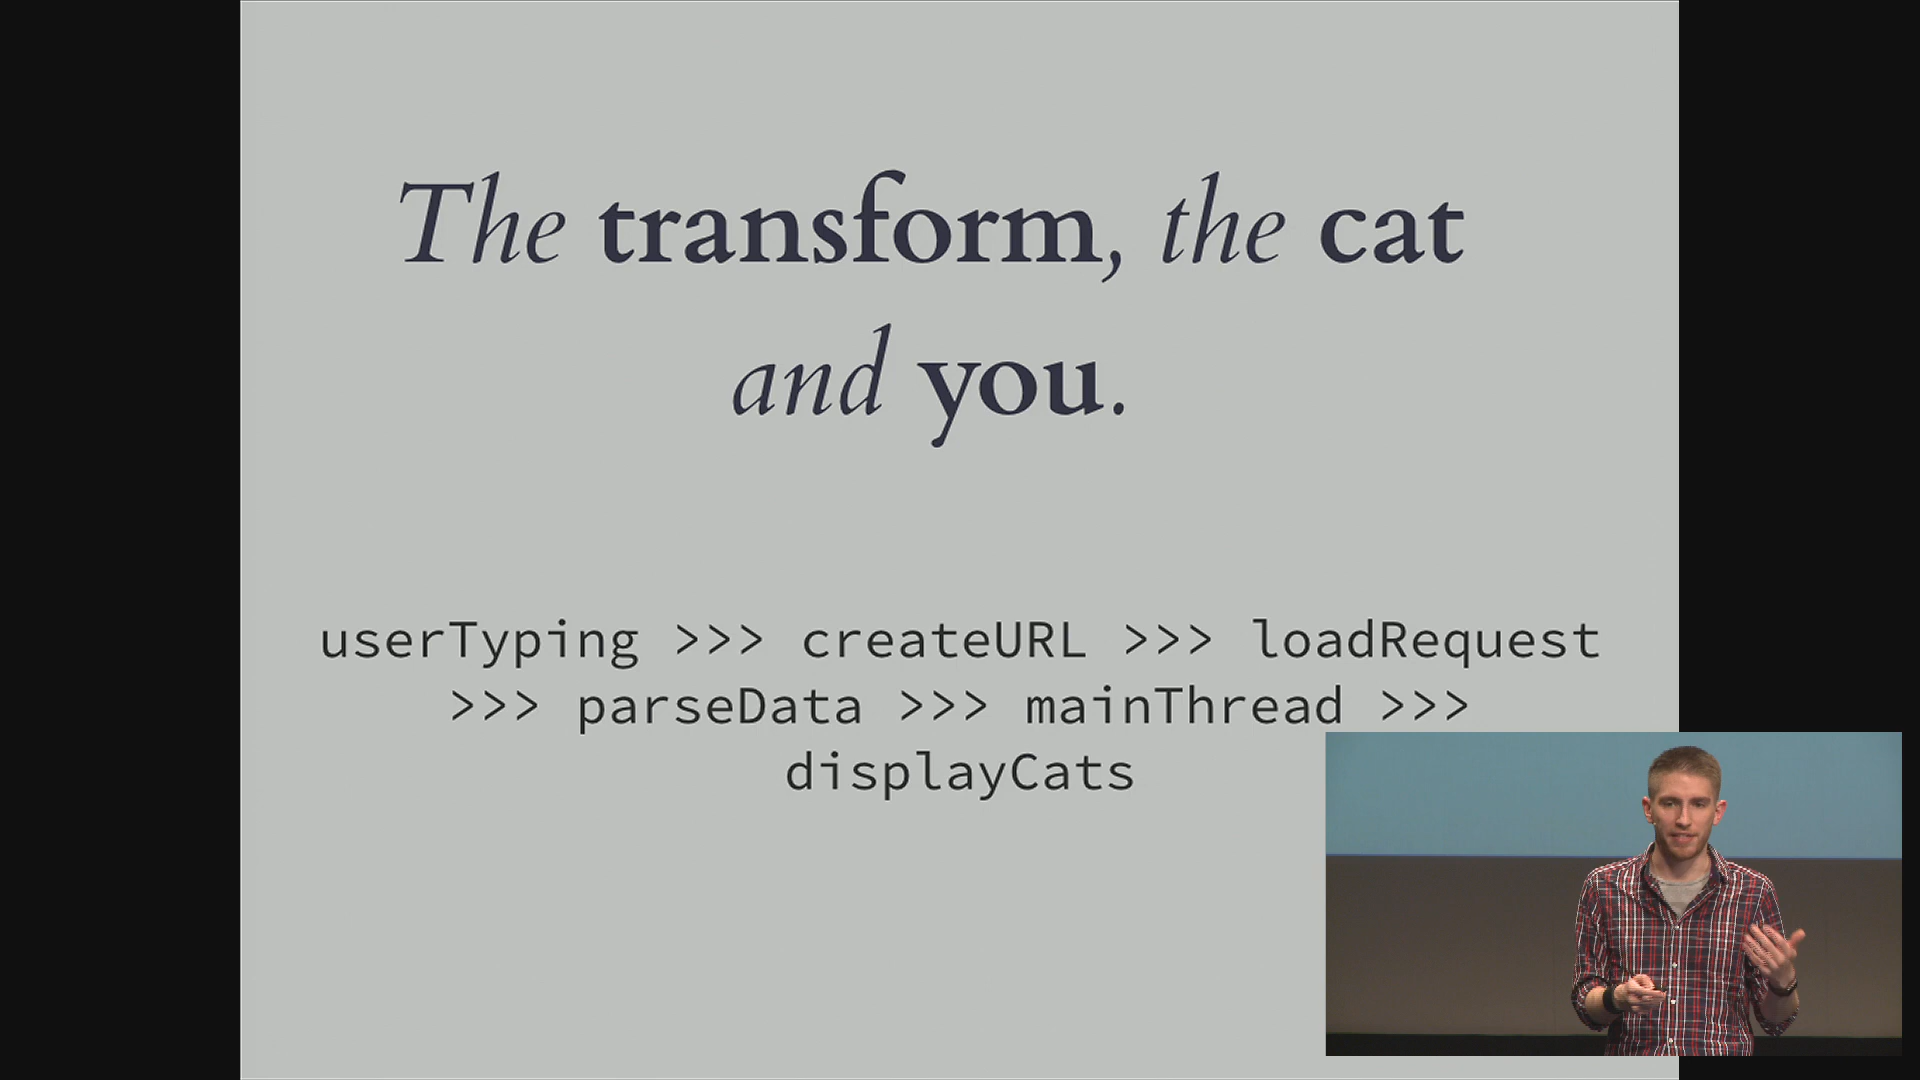 The transform, the cat
and you.
userTyping >>> createURL >>> loadRequest
>>> parseData >>> mainThread >>>
displayCats